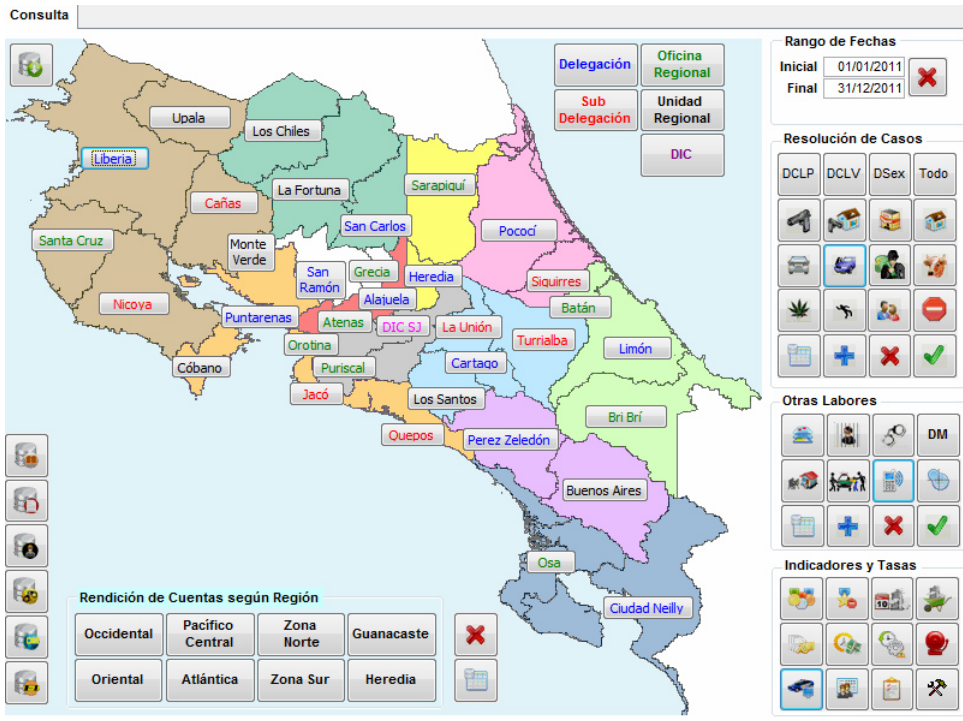 Consulta
Delegación
Oficina
Regional
Sub
Delegación
Unidad
Regional
DIC
Rango de Fechas
Inicial 01/01/2011
Final 31/12/2011
Resolución de Casos
DCLP DCLV DSex Todo
Otras Labores
DM
Indicadores y Tasas
10
Upala
Los Chiles
Liberia
La Fortuna
Sarapiquí
Cañas
San Carlos
Pococí
Santa Cruz
Monte
Verde
San
Ramón
Grecia
Heredia
Siquirres
Nicoya
Alajuela
Batán
Puntarenas
Atenas
DIC SJ
La Unión
Turrialba
Orotina
Limón
Cóbano
Puriscal
Cartago
Jacó
Los Santos
Bri Brí
Quepos
Perez Zeledón
Buenos Aires
Osa
Ciudad Neilly
Rendición de Cuentas según Región
Occidental
Pacífico
Central
Zona
Norte
Guanacaste
Oriental
Atlántica
Zona Sur
Heredia